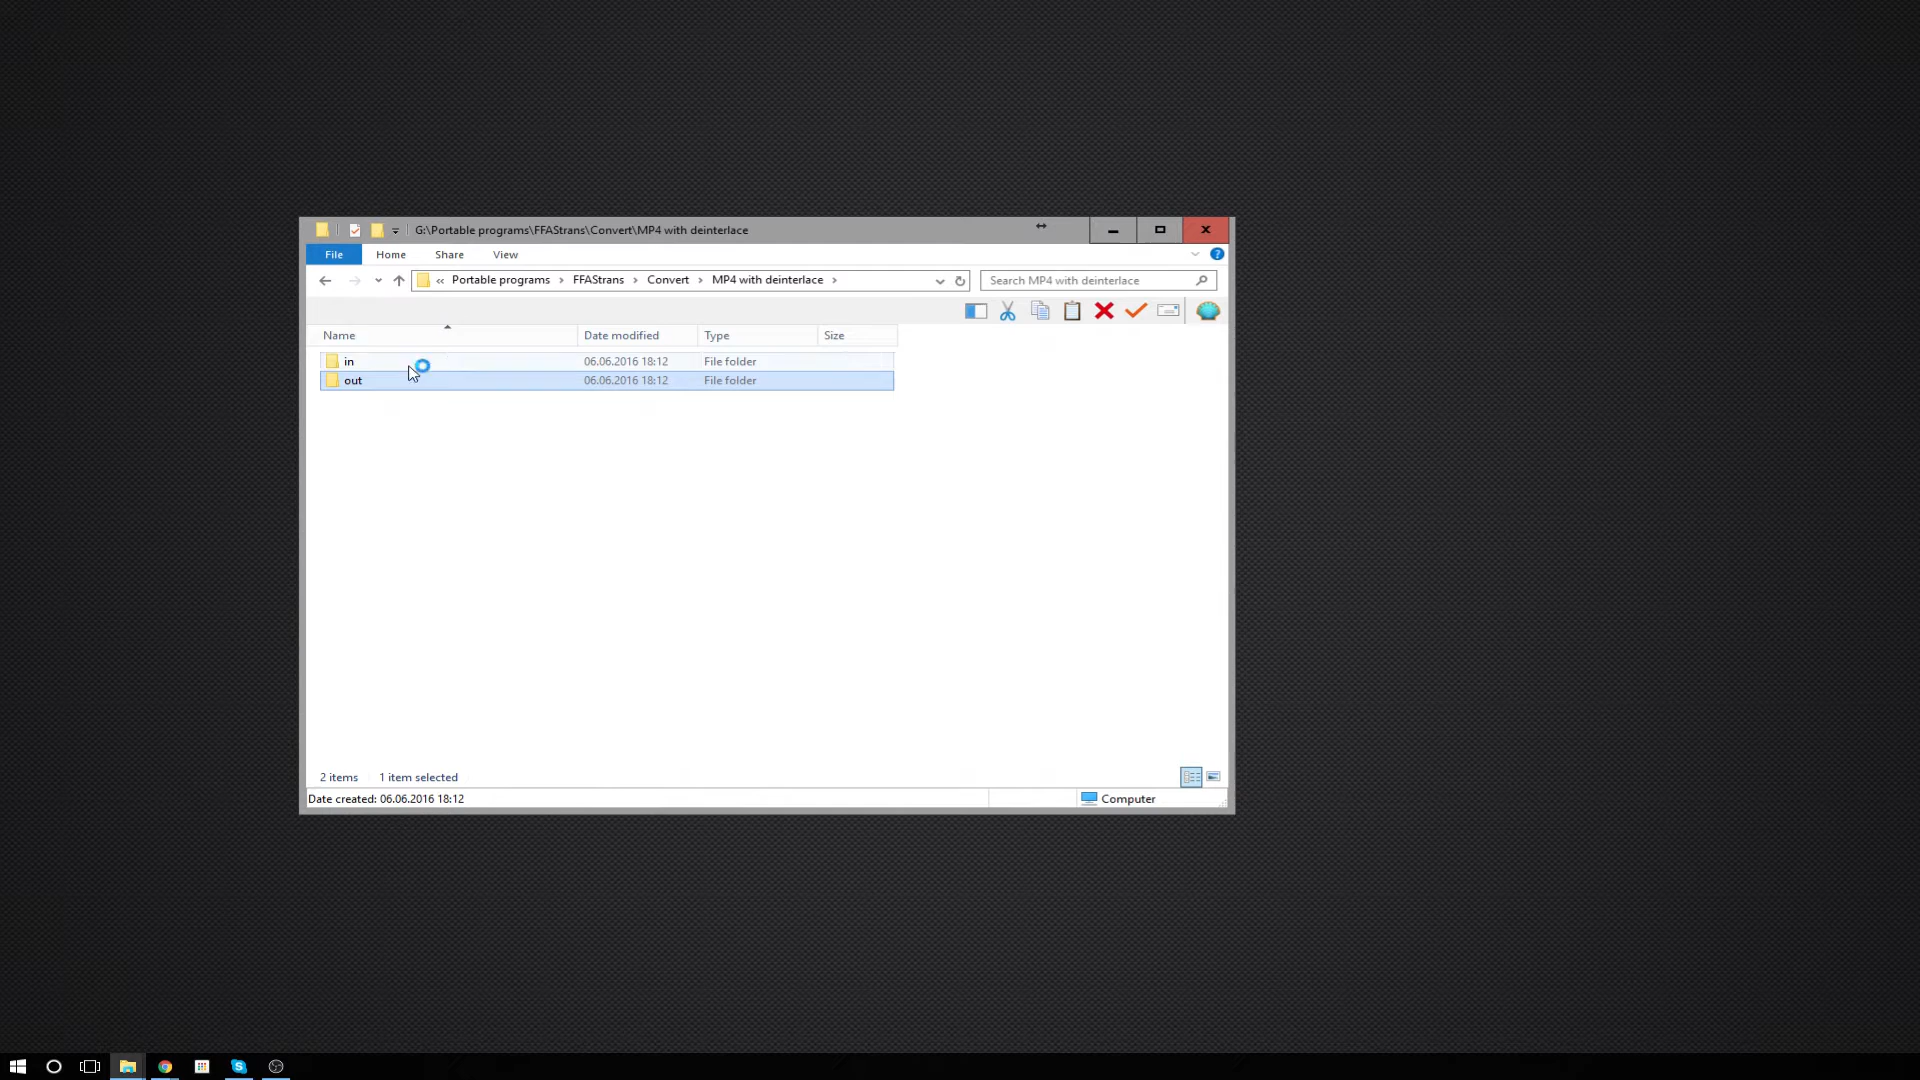 G:\Portable programs\FFAStrans\Convert\MP4 with deinterlace
File Home Share View
« Portable programs › FFAStrans › Convert › MP4 with deinterlace › Search MP4 with deinterlace
Name Date modified Type Size
in 06.06.2016 18:12 File folder
out 06.06.2016 18:12 File folder
2 items 1 item selected
Date created: 06.06.2016 18:12 Computer